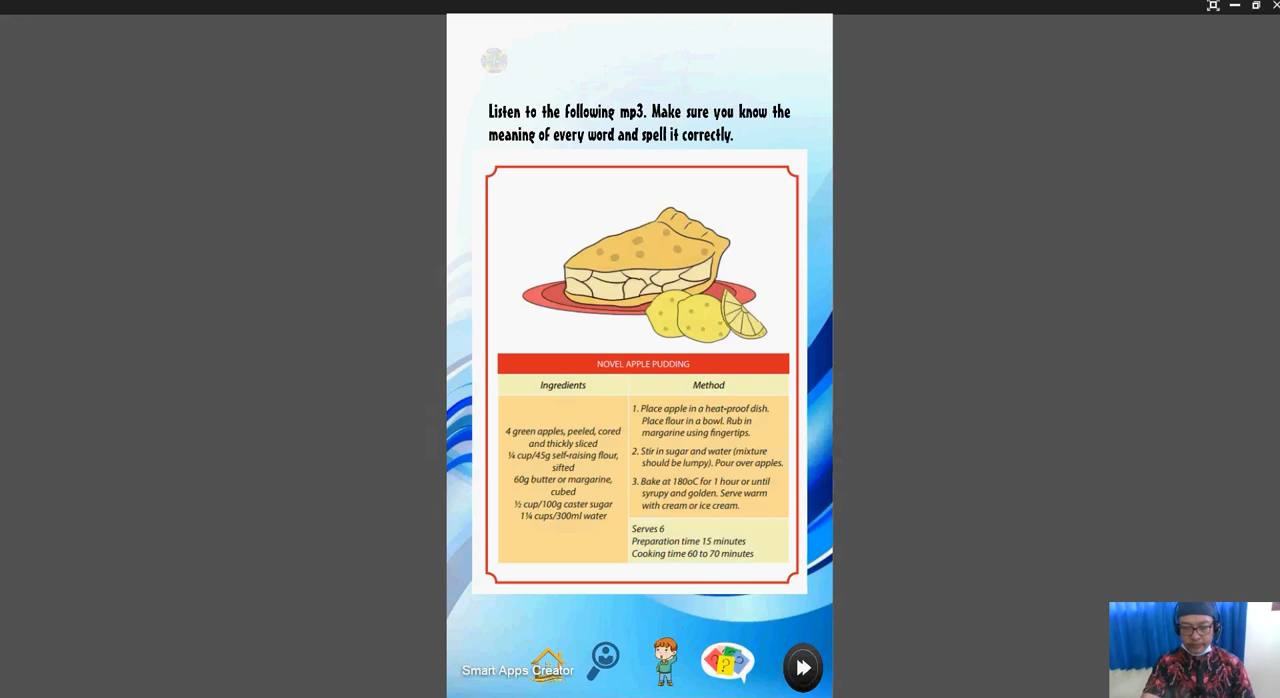 Listen to the following mp3. Make sure you know the
meaning of every word and spell it correctly.
NOVEL APPLE PUDDING
Ingredients
4 green apples, peeled, cored
and thickly sliced
¼ cup/45g self-raising flour,
sifted
60g butter or margarine,
cubed
½ cup/100g caster sugar
1¼ cups/300ml water
Method
1. Place apple in a heat-proof dish.
Place flour in a bowl. Rub in
margarine using fingertips.
2. Stir in sugar and water (mixture
should be lumpy). Pour over apples.
3. Bake at 180oC for 1 hour or until
syrupy and golden. Serve warm
with cream or ice cream.
Serves 6
Preparation time 15 minutes
Cooking time 60 to 70 minutes
Smart Apps Creator